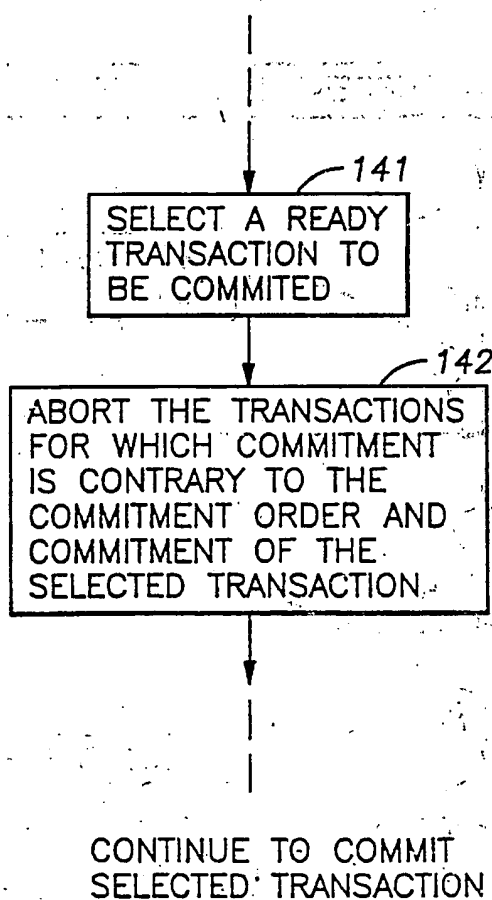 141
SELECT A READY
TRANSACTION TO
BE COMMITED
142
ABORT THE TRANSACTIONS
FOR WHICH COMMITMENT
IS CONTRARY TO THE
COMMITMENT ORDER AND
COMMITMENT OF THE
SELECTED TRANSACTION
CONTINUE TO COMMIT
SELECTED TRANSACTION